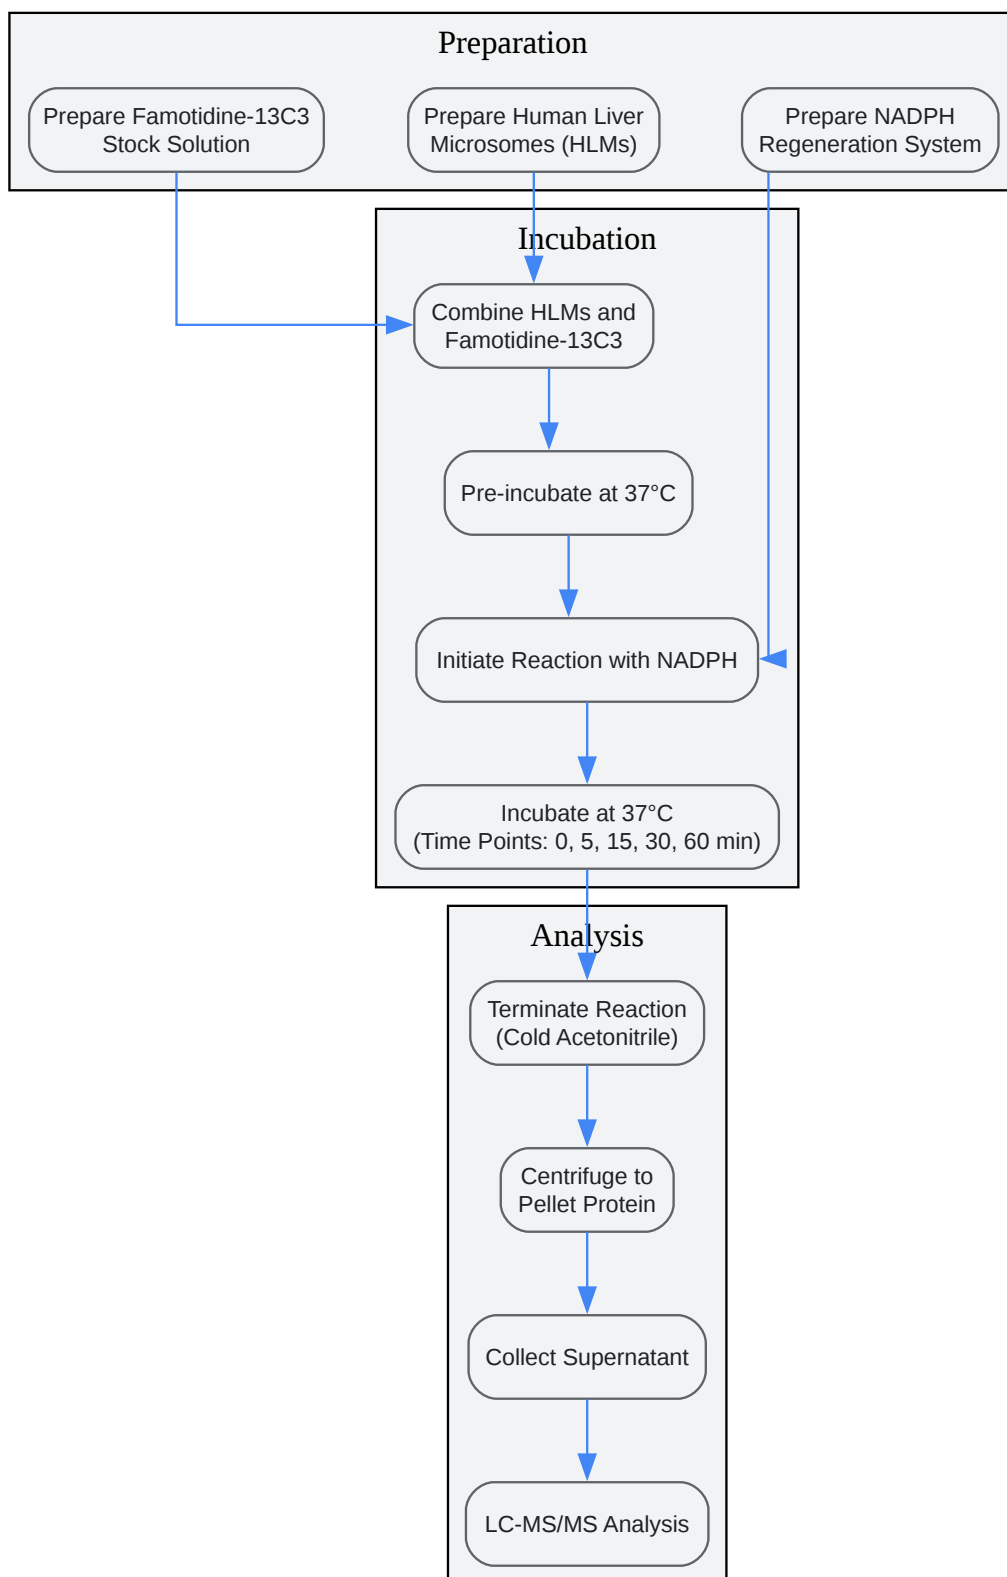 Preparation
Prepare Famotidine-13C3
Stock Solution
Prepare Human Liver
Microsomes (HLMs)
Prepare NADPH
Regeneration System
Incubation
Combine HLMs and
Famotidine-13C3
Pre-incubate at 37°C
Initiate Reaction with NADPH
Incubate at 37°C
(Time Points: 0, 5, 15, 30, 60 min)
Analysis
Terminate Reaction
(Cold Acetonitrile)
Centrifuge to
Pellet Protein
Collect Supernatant
LC-MS/MS Analysis